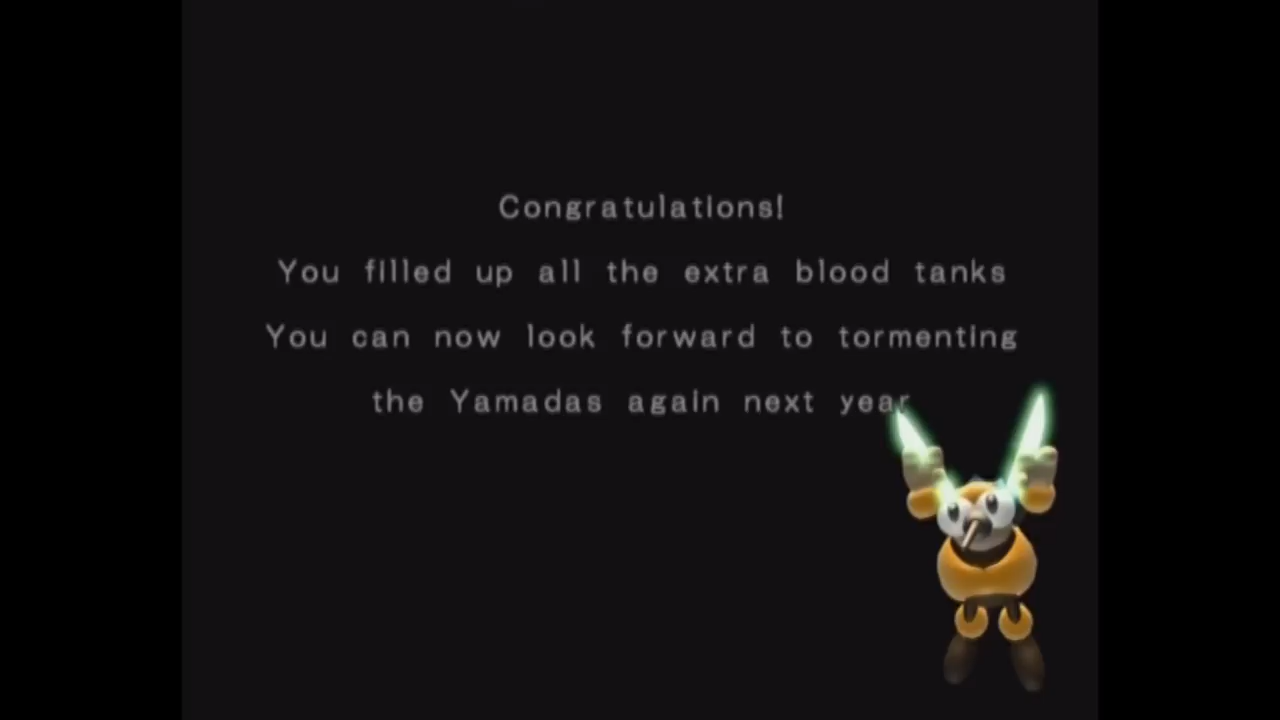 Congratulations!
You filled up all the extra blood tanks
You can now look forward to tormenting
the Yamadas again next year